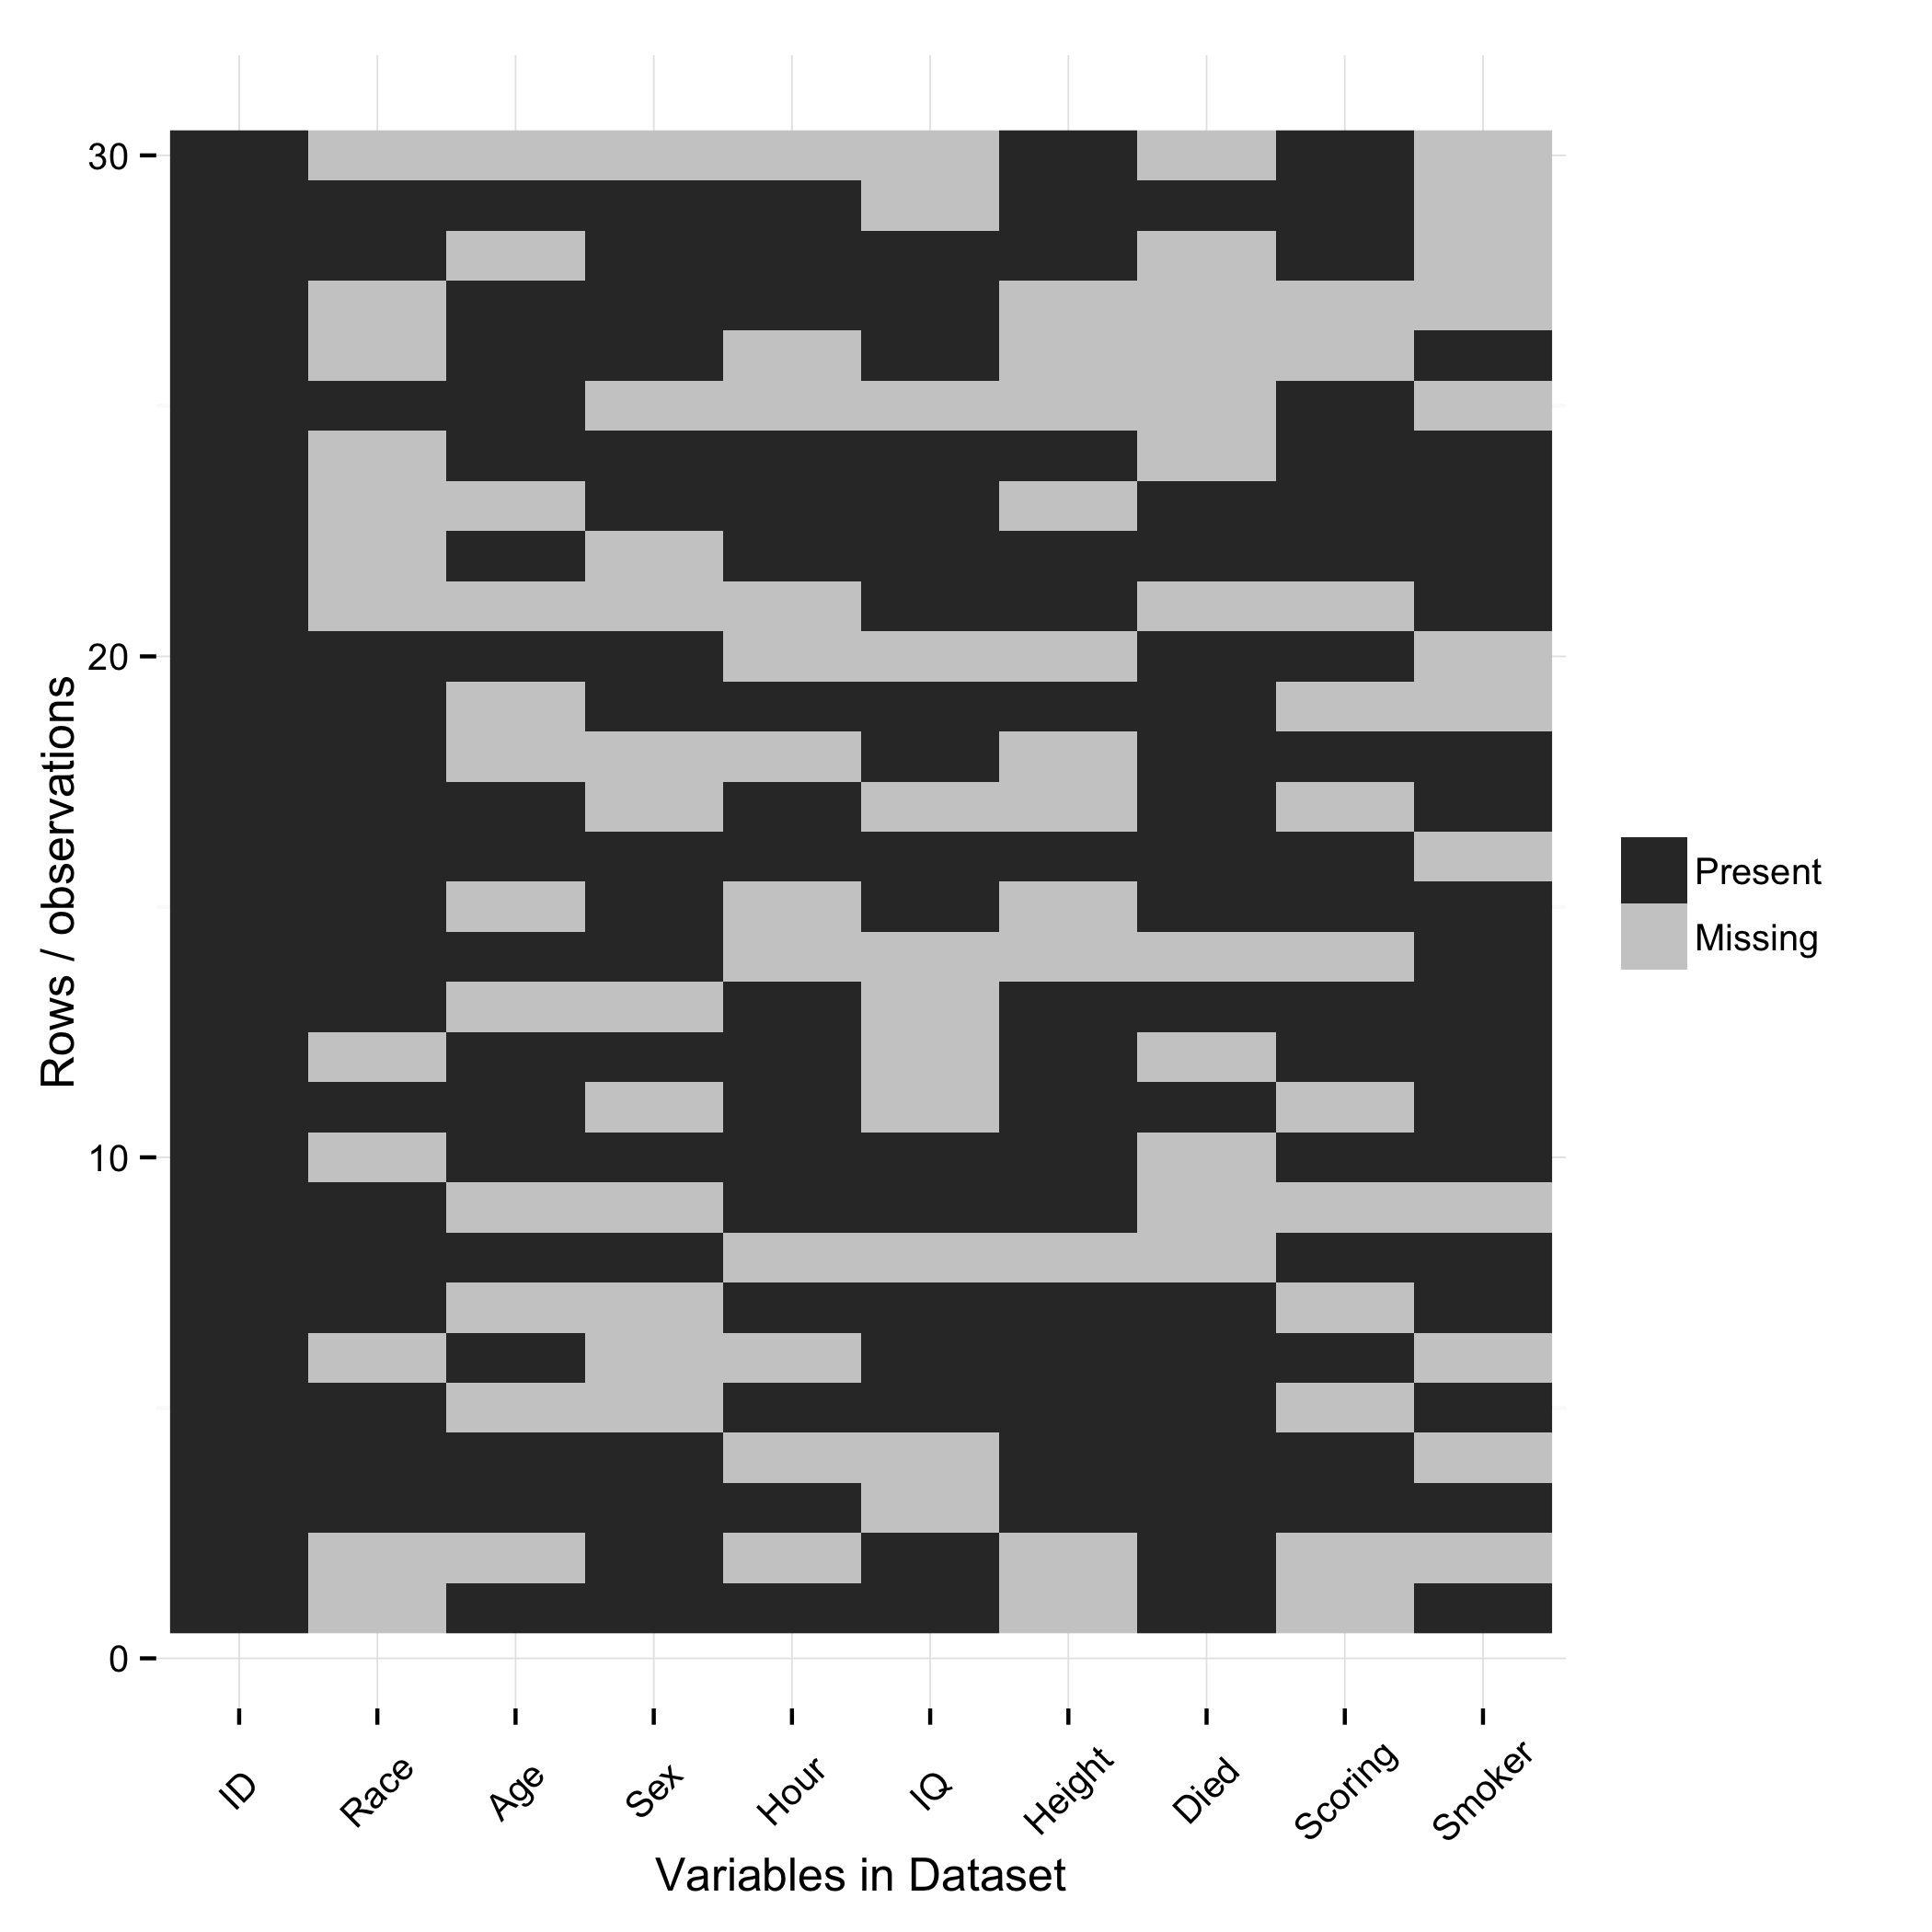 30
20
10
0
Rows / observations
ID Race Age Sex Hour IQ Height Died Scoring Smoker
Variables in Dataset
Present
Missing